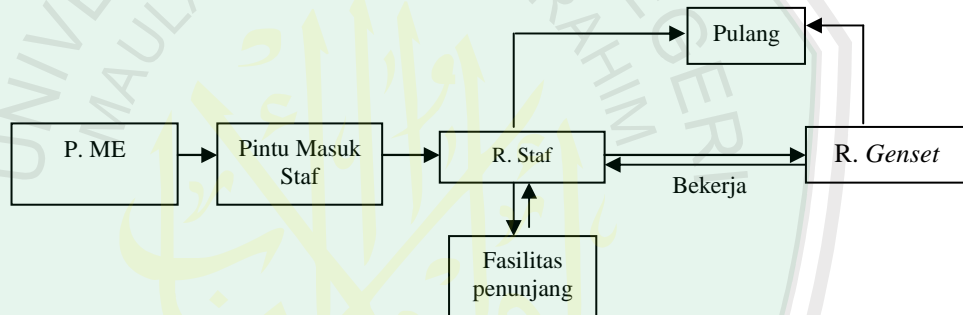 Pulang
P. ME
Pintu Masuk
Staf
R. Staf
R. Genset
Bekerja
Fasilitas
penunjang